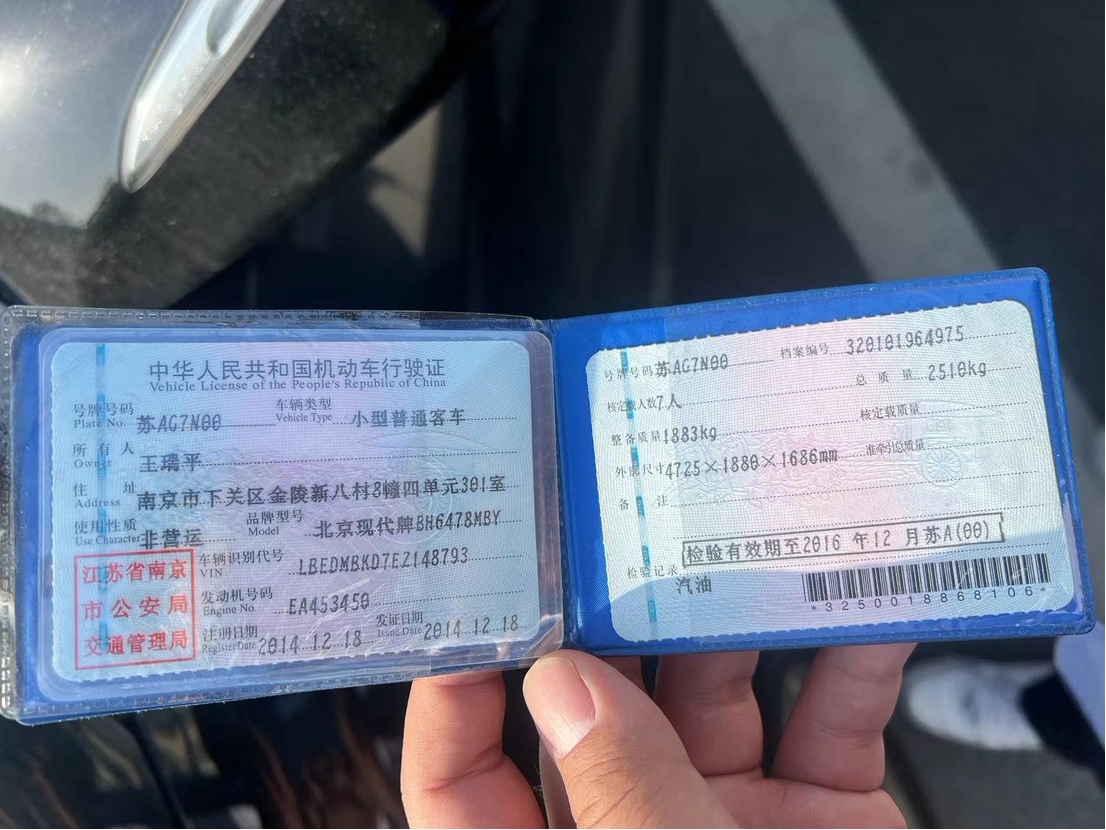 中华人民共和国机动车行驶证
Vehicle License of the People's Republic of China
号牌号码 Plate No. 苏AG7N00 车辆类型 Vehicle Type 小型普通客车
所有人 Owner 王瑞平
住址 Address 南京市下关区金陵新八村8幢四单元301室
使用性质 Use Character 非营运 品牌型号 Model 北京现代牌BH6478MBY
车辆识别代号 VIN LBEDMBKD7EZ148793
发动机号码 Engine No. EA453450
注册日期 Register Date 2014.12.18 发证日期 Issue Date 2014.12.18
江苏省南京
市公安局
交通管理局
号牌号码 苏AG7N00 档案编号 320101964975
核定载人数 7人 总质量 2510kg
整备质量 1883kg 核定载质量
外廓尺寸 4725×1880×1686mm 准牵引总质量
备注
检验有效期至2016 年12 月苏A(00)
检验记录
汽油
*3250018868106*